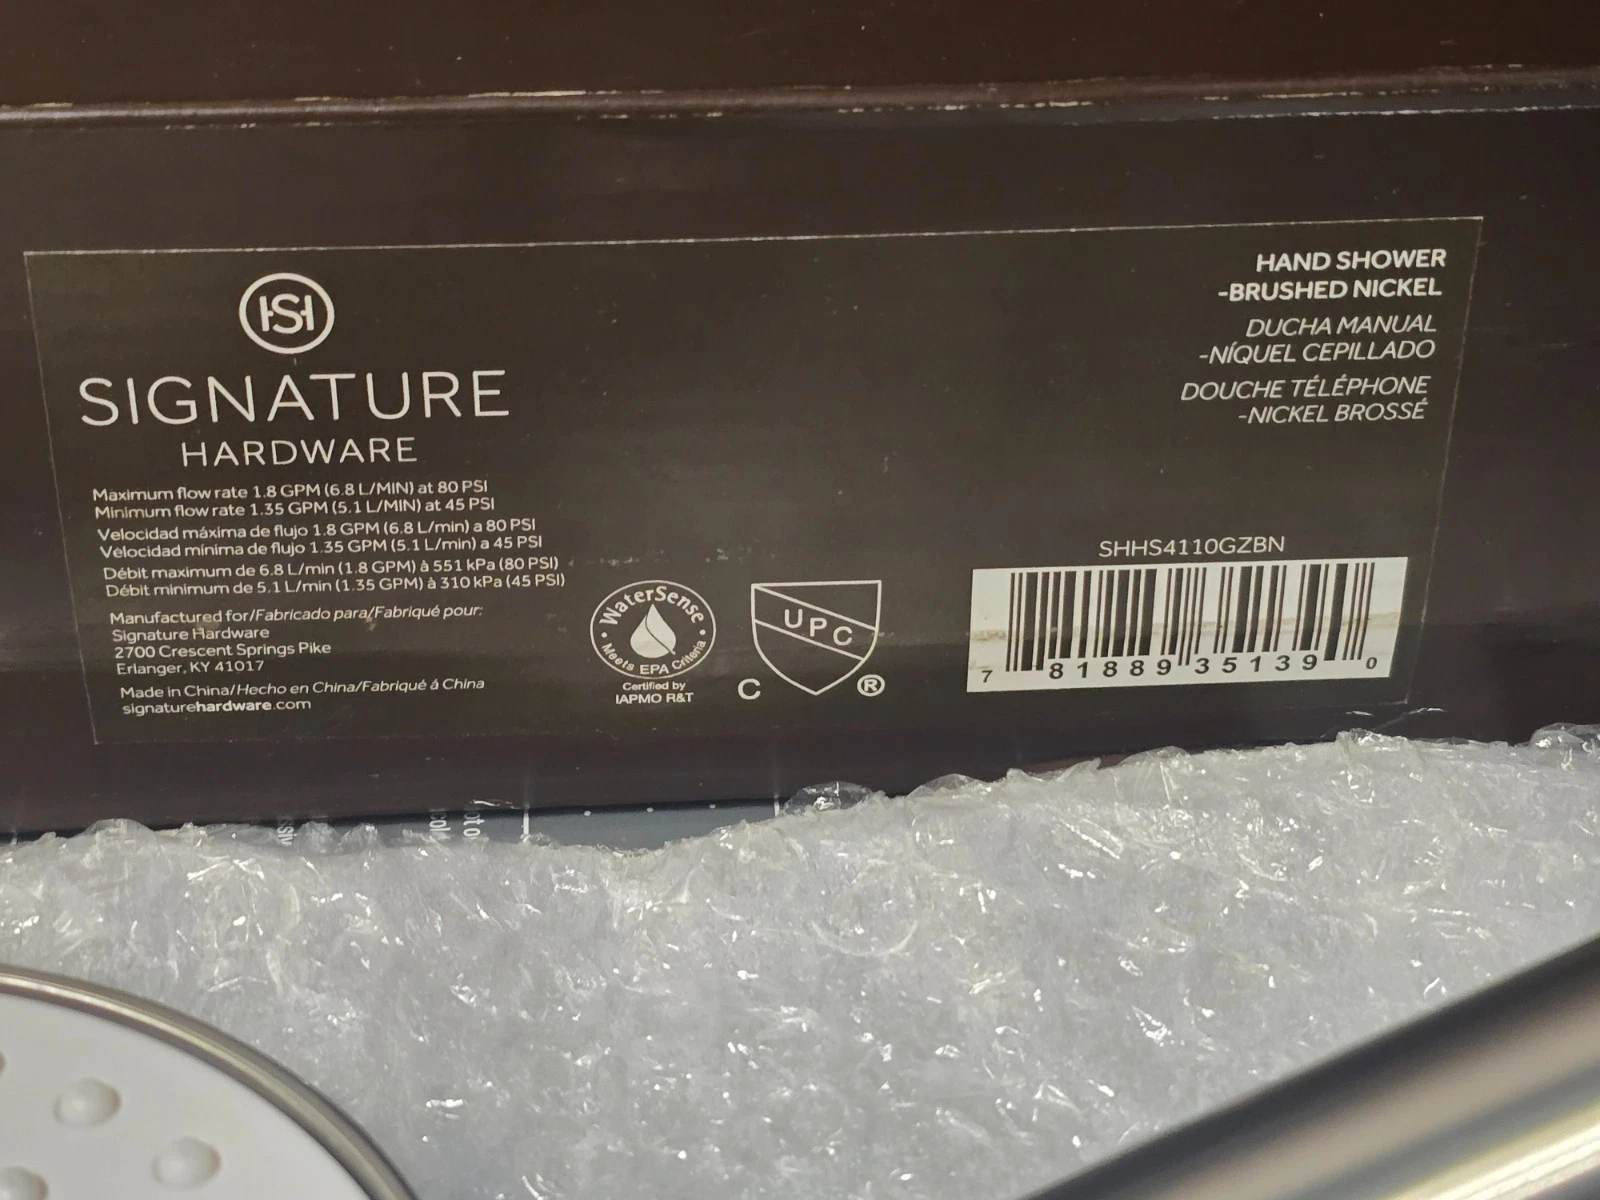 HSH
SIGNATURE
HARDWARE
Maximum flow rate 1.8 GPM (6.8 L/MIN) at 80 PSI
Minimum flow rate 1.35 GPM (5.1 L/MIN) at 45 PSI
Velocidad máxima de flujo 1.8 GPM (6.8 L/min) a 80 PSI
Velocidad mínima de flujo 1.35 GPM (5.1 L/min) a 45 PSI
Débit maximum de 6.8 L/min (1.8 GPM) à 551 kPa (80 PSI)
Débit minimum de 5.1 L/min (1.35 GPM) à 310 kPa (45 PSI)
Manufactured for/Fabricado para/Fabriqué pour:
Signature Hardware
2700 Crescent Springs Pike
Erlanger, KY 41017
Made in China/Hecho en China/Fabriqué á China
signaturehardware.com
WaterSense
Meets EPA Criteria
Certified by
IAPMO R&T
UPC
C ®
HAND SHOWER
-BRUSHED NICKEL
DUCHA MANUAL
-NÍQUEL CEPILLADO
DOUCHE TÉLÉPHONE
-NICKEL BROSSÉ
SHHS4110GZBN
7 81889 35139 0